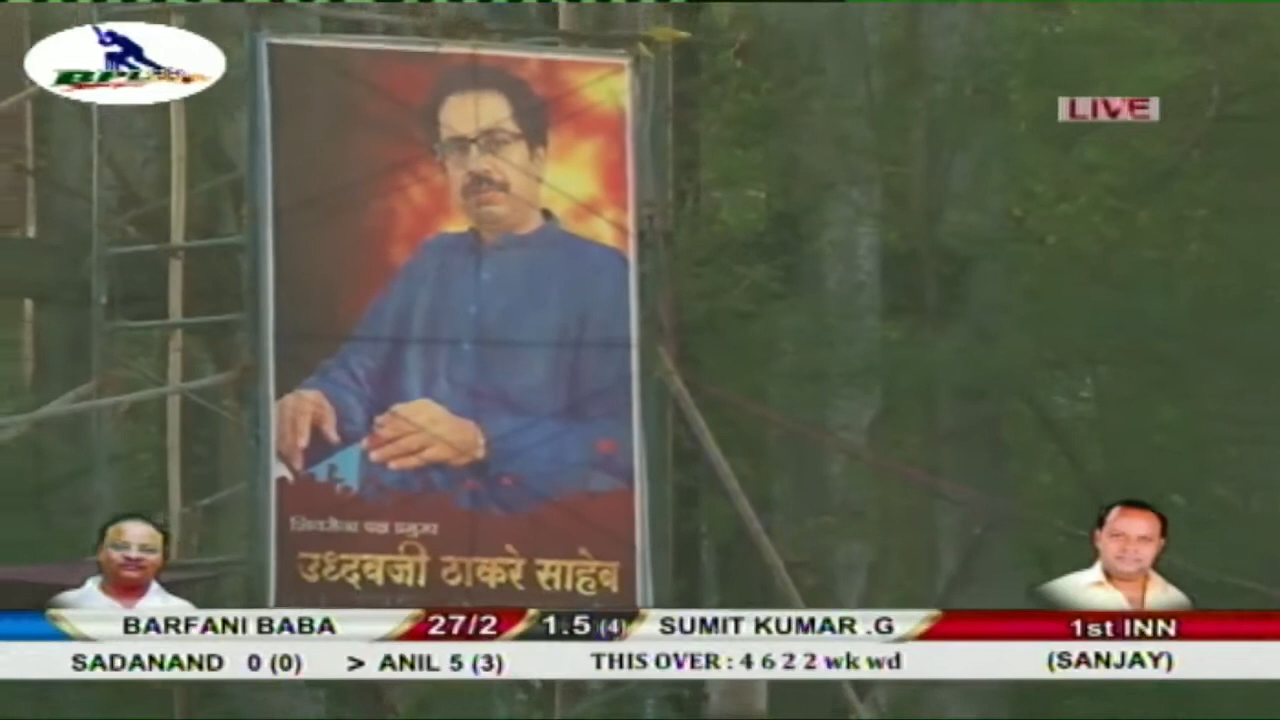 BPL
LIVE
शिवसेना पक्ष प्रमुख
उध्दवजी ठाकरे साहेब
BARFANI BABA 27/2 1.5 (4) SUMIT KUMAR .G 1st INN
SADANAND 0 (0) > ANIL 5 (3) THIS OVER : 4 6 2 2 wk wd (SANJAY)